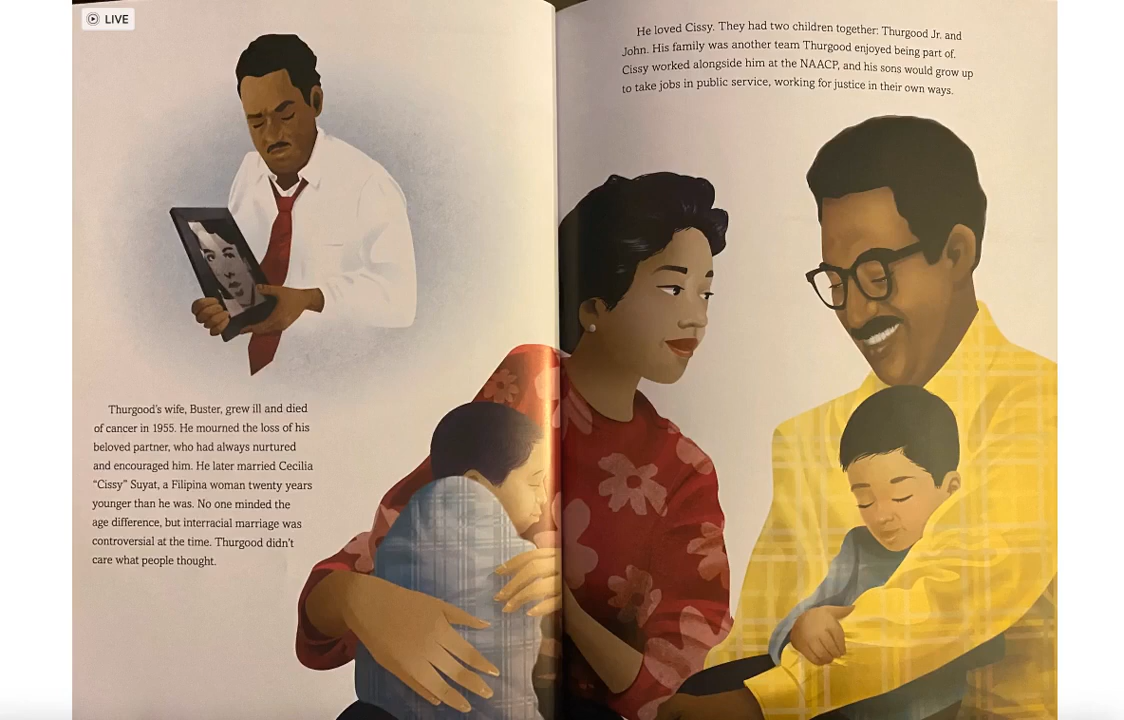 LIVE
Thurgood's wife, Buster, grew ill and died
of cancer in 1955. He mourned the loss of his
beloved partner, who had always nurtured
and encouraged him. He later married Cecilia
“Cissy” Suyat, a Filipina woman twenty years
younger than he was. No one minded the
age difference, but interracial marriage was
controversial at the time. Thurgood didn't
care what people thought.
He loved Cissy. They had two children together: Thurgood Jr. and
John. His family was another team Thurgood enjoyed being part of.
Cissy worked alongside him at the NAACP, and his sons would grow up
to take jobs in public service, working for justice in their own ways.